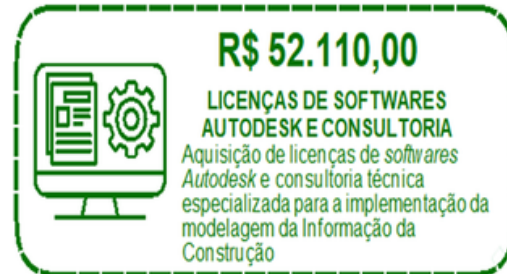 R$ 52.110,00
LICENÇAS DE SOFTWARES
AUTODESK E CONSULTORIA
Aquisição de licenças de softwares
Autodesk e consultoria técnica
especializada para a implementação da
modelagem da Informação da
Construção